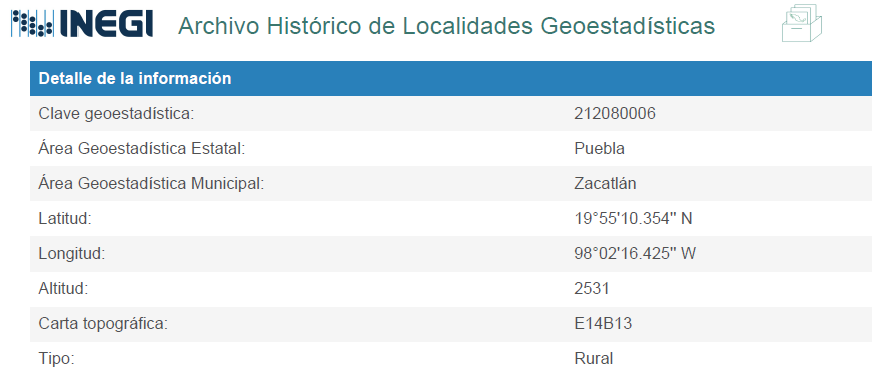 INEGI Archivo Histórico de Localidades Geoestadísticas
Detalle de la información
Clave geoestadística: 212080006
Área Geoestadística Estatal: Puebla
Área Geoestadística Municipal: Zacatlán
Latitud: 19°55'10.354'' N
Longitud: 98°02'16.425'' W
Altitud: 2531
Carta topográfica: E14B13
Tipo: Rural